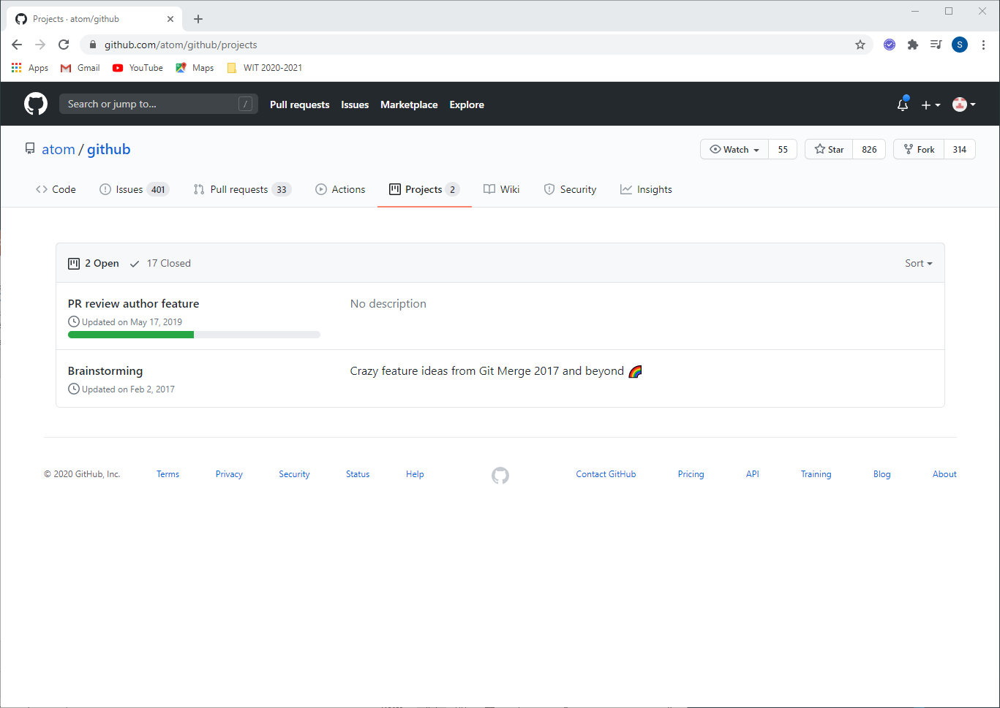 Projects · atom/github
github.com/atom/github/projects
S
Apps Gmail YouTube Maps WIT 2020-2021
Search or jump to... / Pull requests Issues Marketplace Explore
atom / github Watch 55 Star 826 Fork 314
Code Issues 401 Pull requests 33 Actions Projects 2 Wiki Security Insights
2 Open 17 Closed Sort
PR review author feature No description
Updated on May 17, 2019
Brainstorming Crazy feature ideas from Git Merge 2017 and beyond 🌈
Updated on Feb 2, 2017
© 2020 GitHub, Inc. Terms Privacy Security Status Help Contact GitHub Pricing API Training Blog About